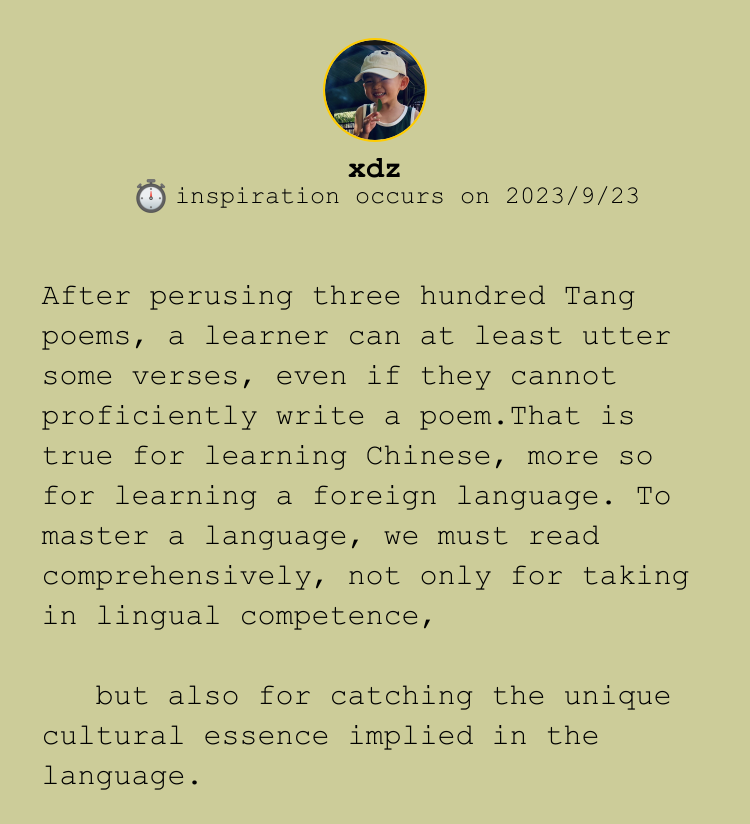 xdz
inspiration occurs on 2023/9/23
After perusing three hundred Tang
poems, a learner can at least utter
some verses, even if they cannot
proficiently write a poem.That is
true for learning Chinese, more so
for learning a foreign language. To
master a language, we must read
comprehensively, not only for taking
in lingual competence,
but also for catching the unique
cultural essence implied in the
language.